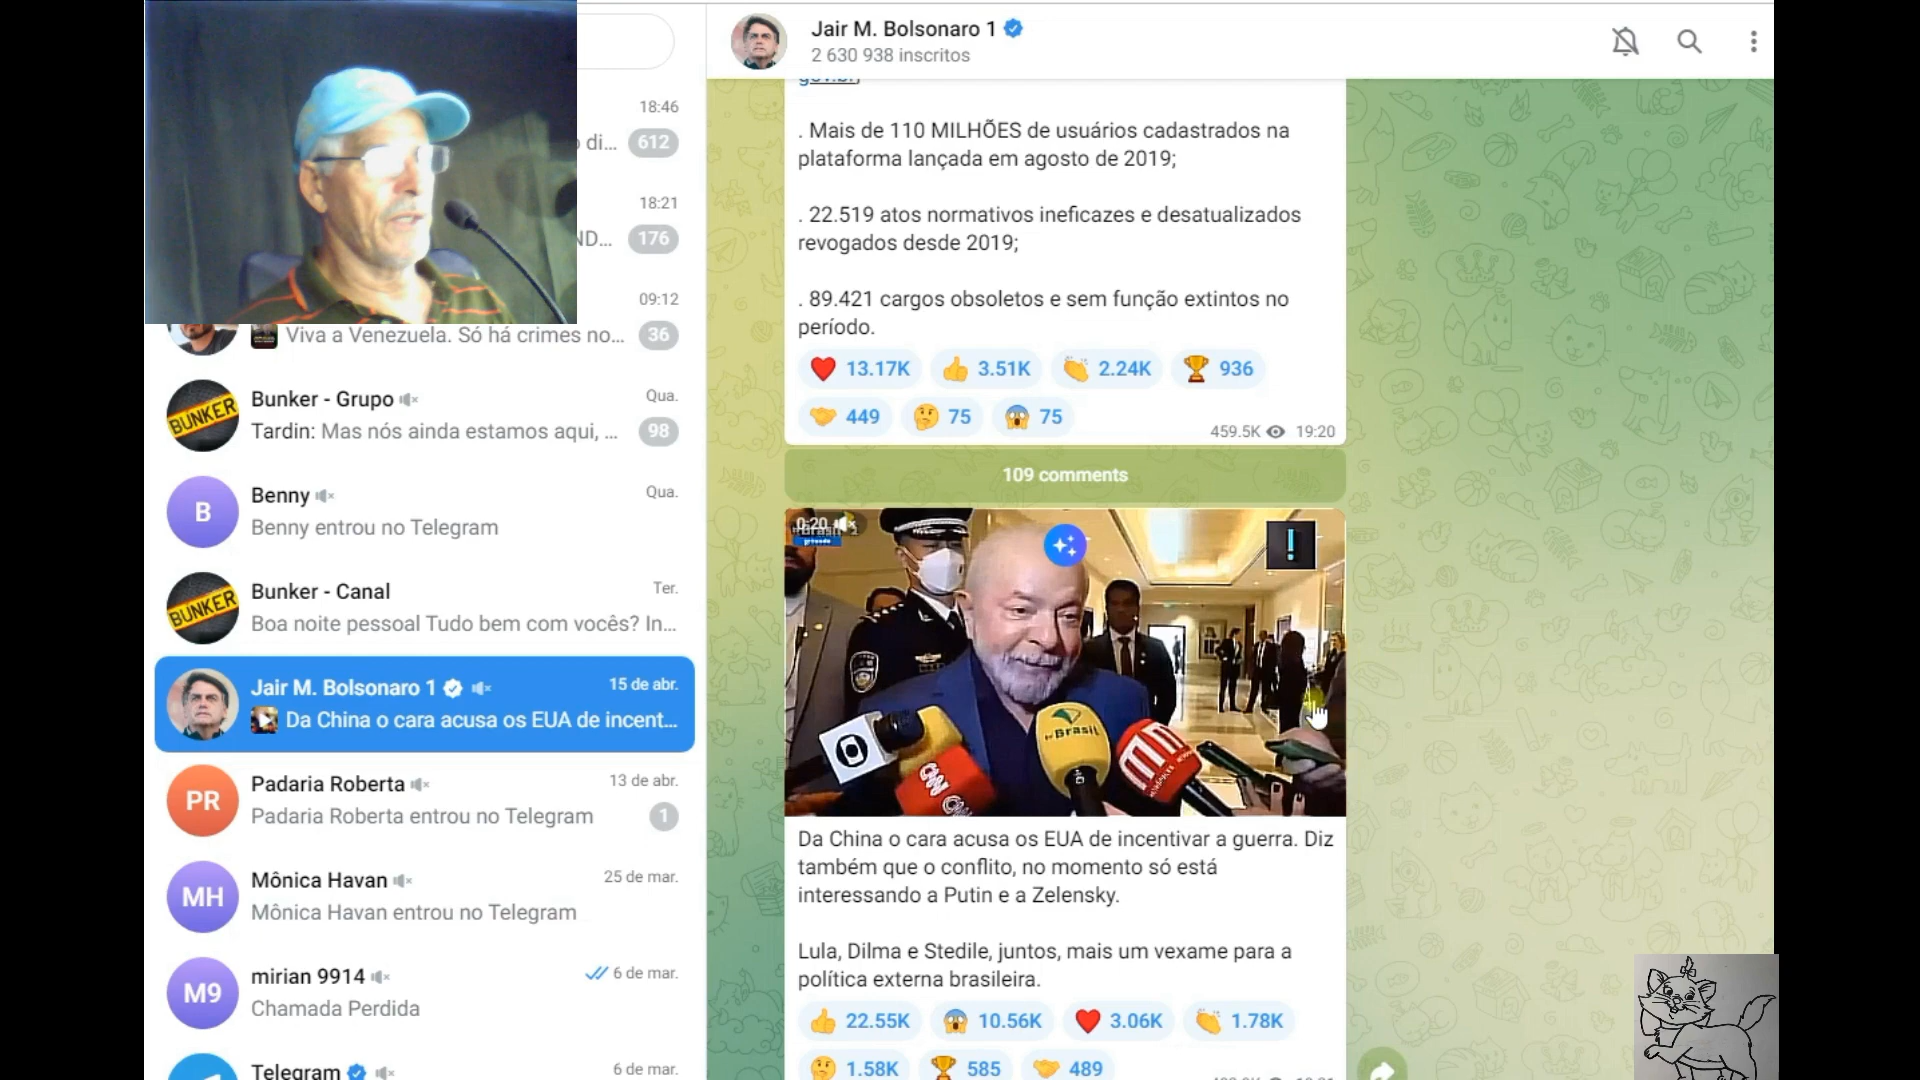 18:46
di... 612
18:21
ND... 176
09:12
Viva a Venezuela. Só há crimes no... 36
Bunker - Grupo Qua.
Tardin: Mas nós ainda estamos aqui, ... 98
BUNKER
B
Benny Qua.
Benny entrou no Telegram
Bunker - Canal Ter.
Boa noite pessoal Tudo bem com vocês? In...
BUNKER
Jair M. Bolsonaro 1 15 de abr.
Da China o cara acusa os EUA de incent...
PR
Padaria Roberta 13 de abr.
Padaria Roberta entrou no Telegram 1
MH
Mônica Havan 25 de mar.
Mônica Havan entrou no Telegram
M9
mirian 9914 6 de mar.
Chamada Perdida
Telegram 6 de mar.
Jair M. Bolsonaro 1
2 630 938 inscritos
gov.br,
. Mais de 110 MILHÕES de usuários cadastrados na
plataforma lançada em agosto de 2019;
. 22.519 atos normativos ineficazes e desatualizados
revogados desde 2019;
. 89.421 cargos obsoletos e sem função extintos no
período.
13.17K 3.51K 2.24K 936
449 75 75
459.5K 19:20
109 comments
0:20
CNN
Brasil
Da China o cara acusa os EUA de incentivar a guerra. Diz
também que o conflito, no momento só está
interessando a Putin e a Zelensky.
Lula, Dilma e Stedile, juntos, mais um vexame para a
política externa brasileira.
22.55K 10.56K 3.06K 1.78K
1.58K 585 489